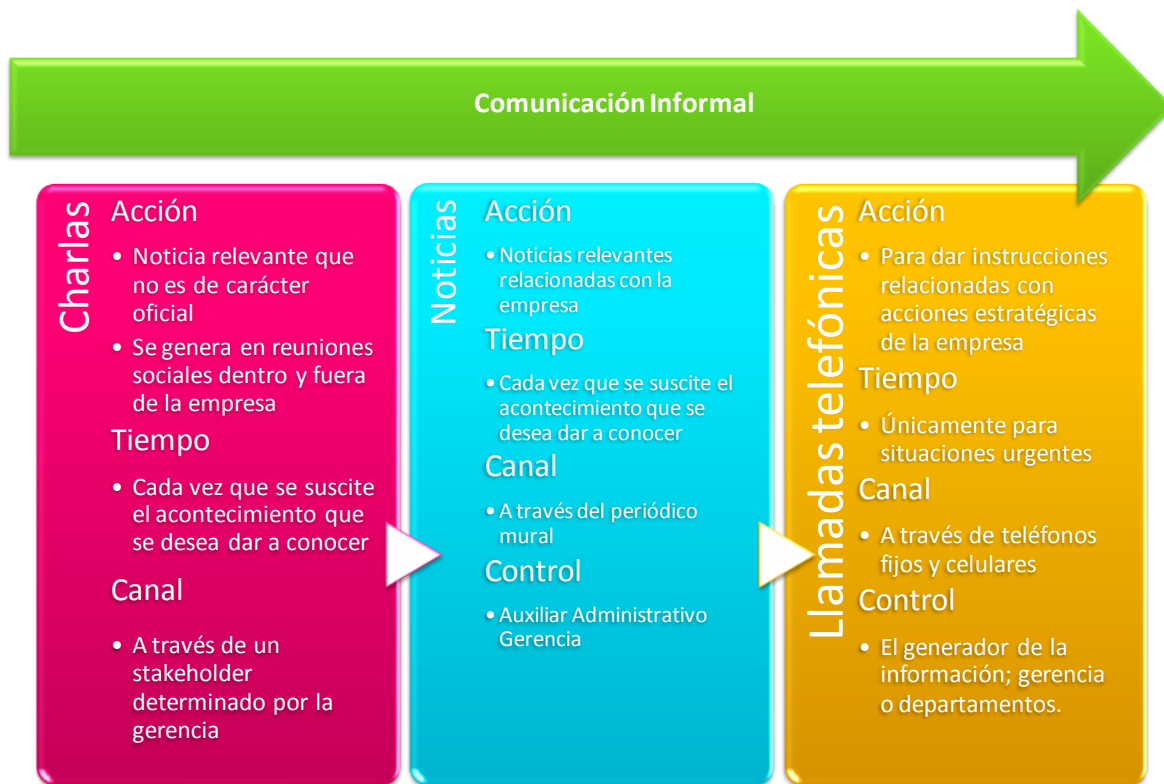 Comunicación Informal
Charlas
Acción
• Noticia relevante que
no es de carácter
oficial
• Se genera en reuniones
sociales dentro y fuera
de la empresa
Tiempo
• Cada vez que se suscite
el acontecimiento que
se desea dar a conocer
Canal
• A través de un
stakeholder
determinado por la
gerencia
Noticias
Acción
• Noticias relevantes
relacionadas con la
empresa
Tiempo
• Cada vez que se suscite el
acontecimiento que se
desea dar a conocer
Canal
• A través del periódico
mural
Control
• Auxiliar Administrativo
Gerencia
Llamadas telefónicas
Acción
• Para dar instrucciones
relacionadas con
acciones estratégicas
de la empresa
Tiempo
• Únicamente para
situaciones urgentes
Canal
• A través de teléfonos
fijos y celulares
Control
• El generador de la
información; gerencia
o departamentos.